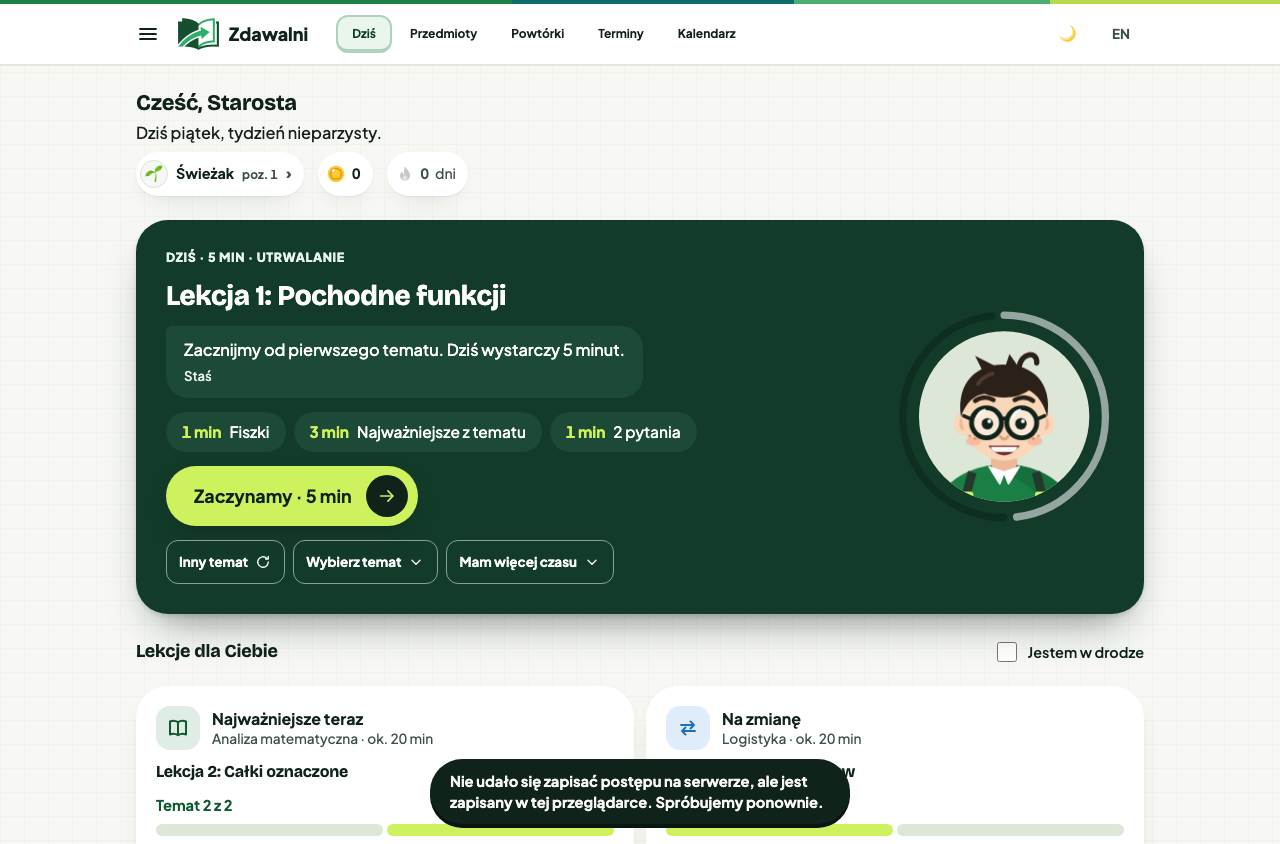 Zdawalni
Dziś
Przedmioty
Powtórki
Terminy
Kalendarz
EN
Cześć, Starosta
Dziś piątek, tydzień nieparzysty.
Świeżak poz. 1 ›
0
0 dni
DZIŚ · 5 MIN · UTRWALANIE
Lekcja 1: Pochodne funkcji
Zacznijmy od pierwszego tematu. Dziś wystarczy 5 minut.
Staś
1 min Fiszki
3 min Najważniejsze z tematu
1 min 2 pytania
Zaczynamy · 5 min
Inny temat
Wybierz temat
Mam więcej czasu
Lekcje dla Ciebie
Jestem w drodze
Najważniejsze teraz
Analiza matematyczna · ok. 20 min
Lekcja 2: Całki oznaczone
Temat 2 z 2
Na zmianę
Logistyka · ok. 20 min
Nie udało się zapisać postępu na serwerze, ale jest
zapisany w tej przeglądarce. Spróbujemy ponownie.